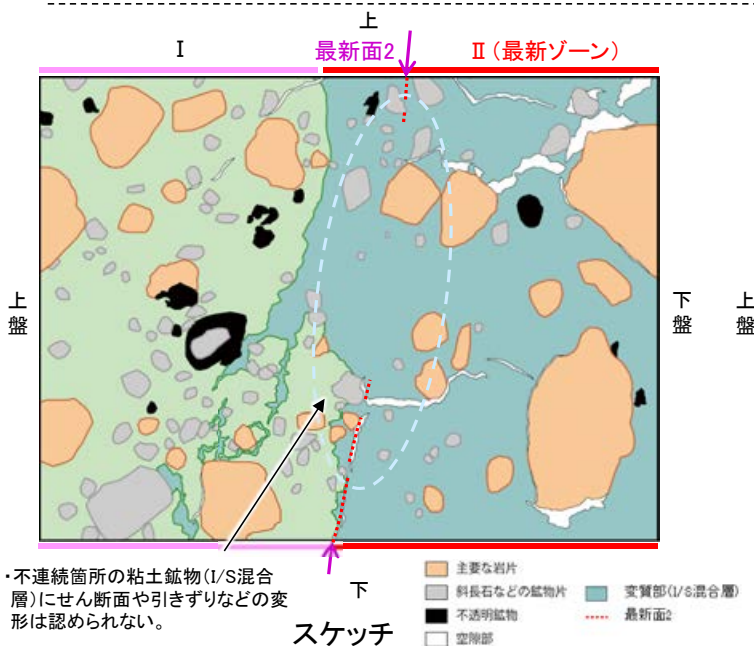 上
Ⅰ
最新面2
Ⅱ(最新ゾーン)
上盤
下盤
上盤
・不連続箇所の粘土鉱物(I/S混合
層)にせん断面や引きずりなどの変
形は認められない。
下
スケッチ
主要な岩片
斜長石などの鉱物片
不透明鉱物
空隙部
変質部(I/S混合層)
最新面2